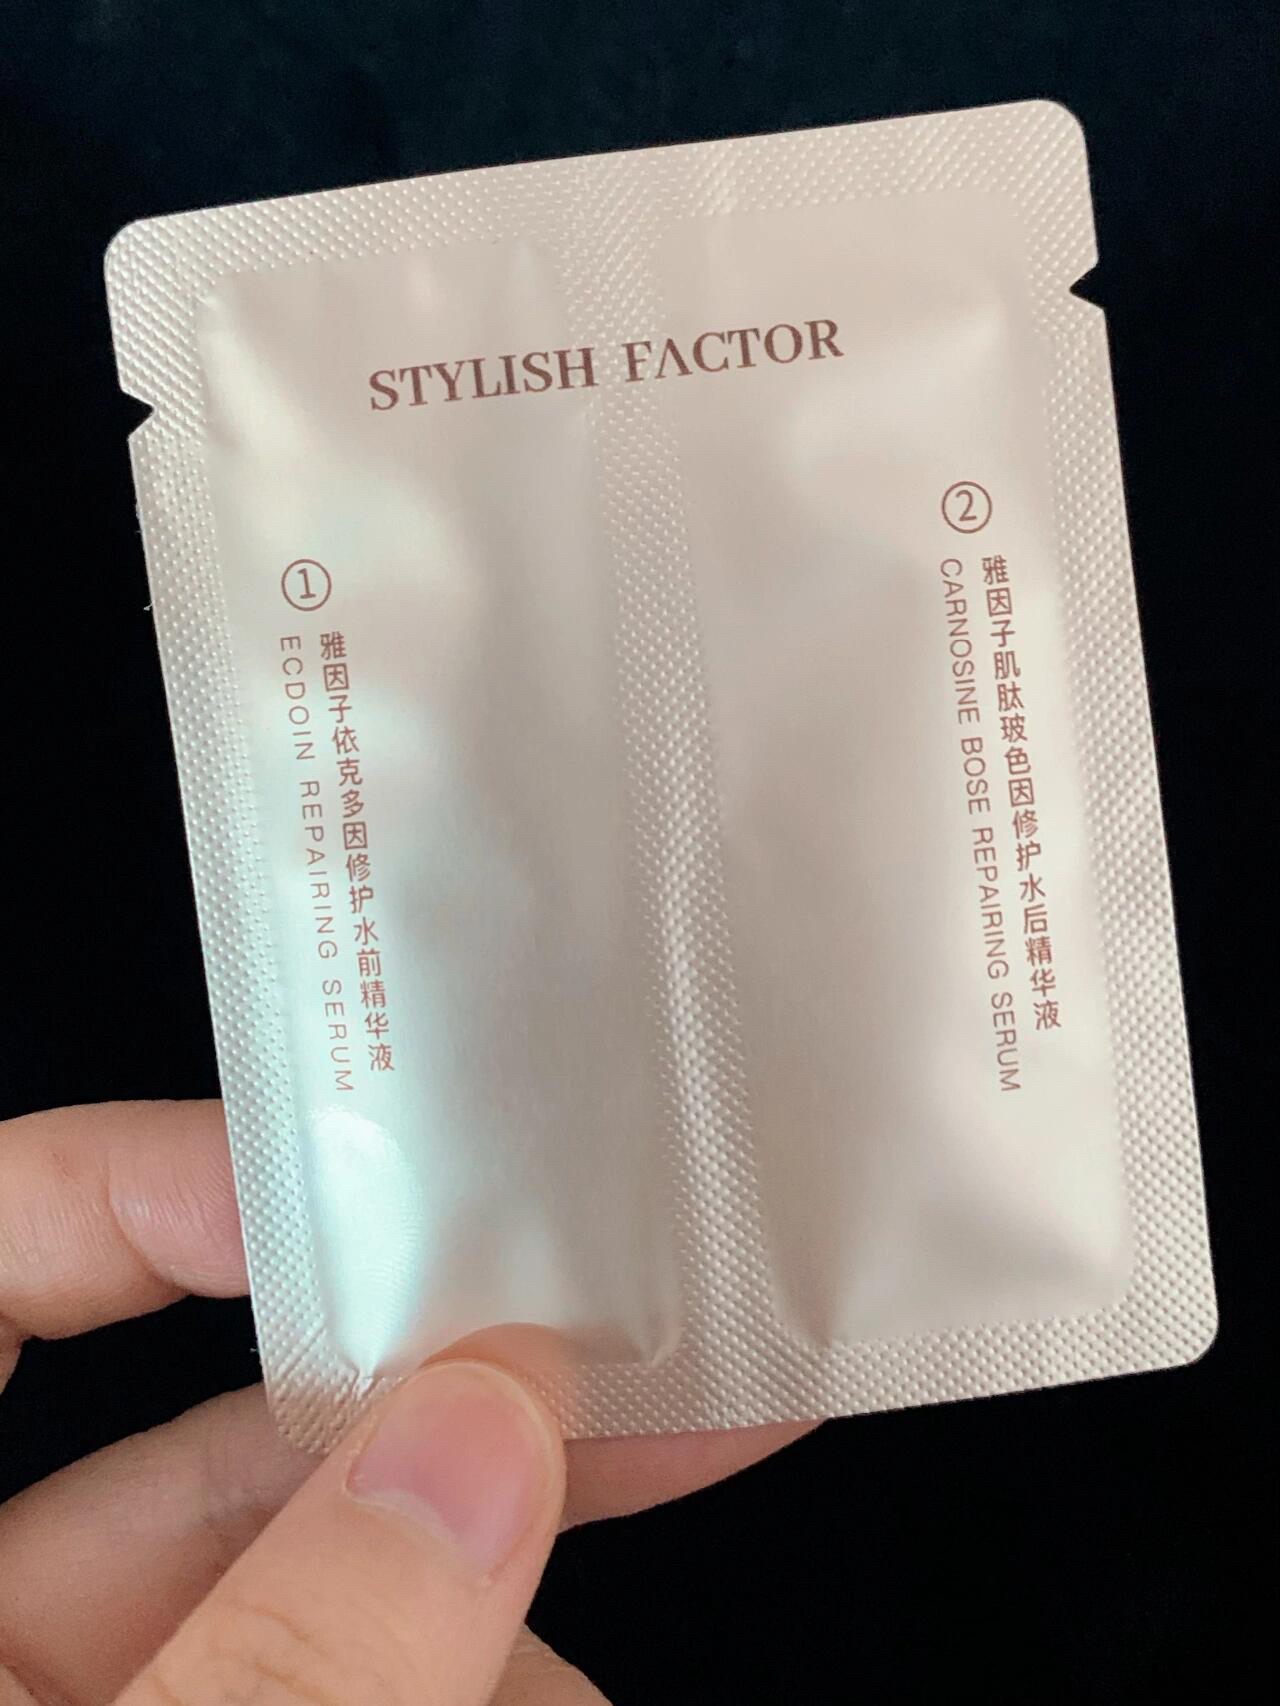 STYLISH FACTOR
①
雅因子依克多因修护水前精华液
ECDOIN REPAIRING SERUM
②
雅因子肌肽玻色因修护水后精华液
CARNOSINE BOSE REPAIRING SERUM